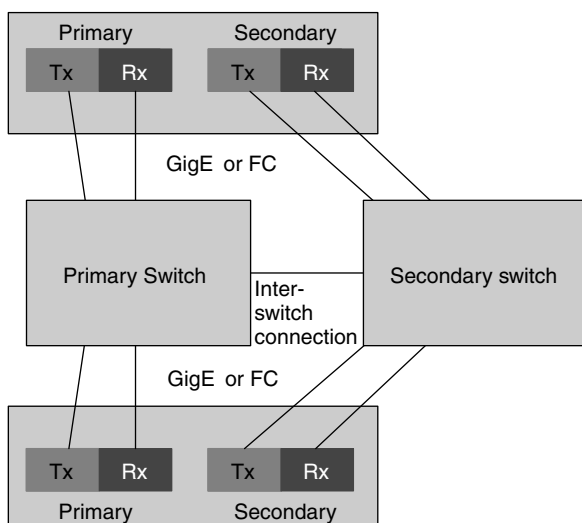 Primary Secondary
Tx Rx Tx Rx
GigE or FC
Primary Switch
Secondary switch
Inter-
switch
connection
GigE or FC
Tx Rx Tx Rx
Primary Secondary